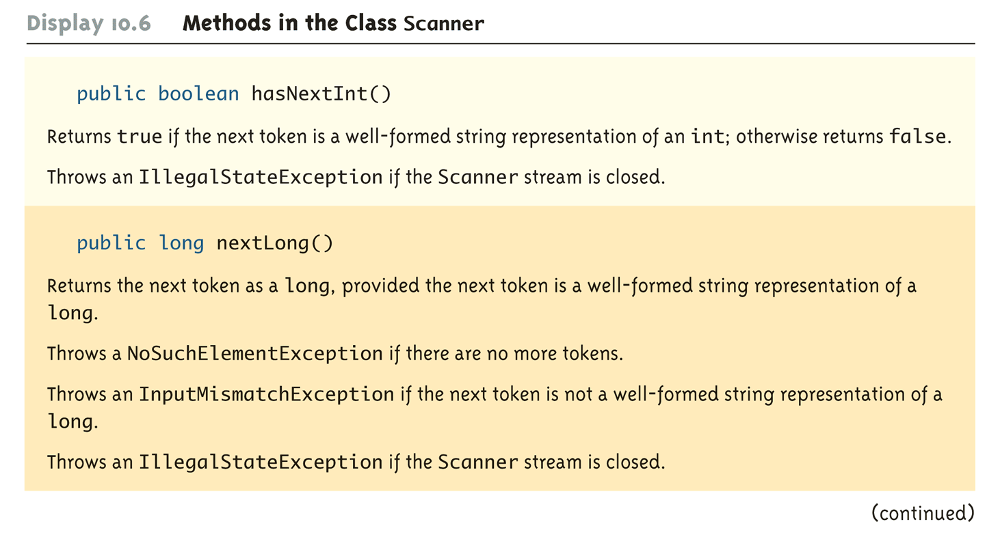 Display 10.6 Methods in the Class Scanner
public boolean hasNextInt()
Returns true if the next token is a well-formed string representation of an int; otherwise returns false.
Throws an IllegalStateException if the Scanner stream is closed.
public long nextLong()
Returns the next token as a long, provided the next token is a well-formed string representation of a
long.
Throws a NoSuchElementException if there are no more tokens.
Throws an InputMismatchException if the next token is not a well-formed string representation of a
long.
Throws an IllegalStateException if the Scanner stream is closed.
(continued)